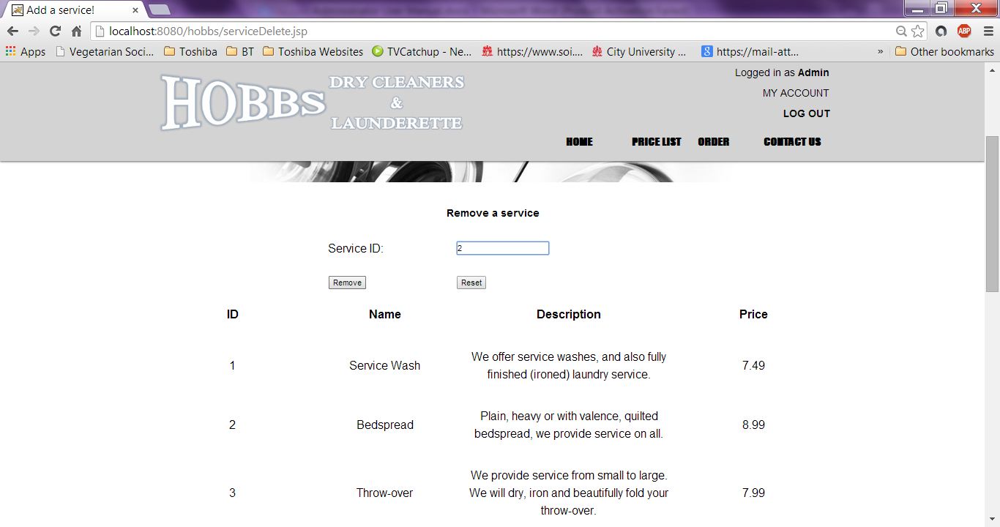 Add a service!
localhost:8080/hobbs/serviceDelete.jsp
ABP
Apps Vegetarian Soci... Toshiba BT Toshiba Websites TVCatchup - Ne... https://www.soi.... City University ... https://mail-att... » Other bookmarks
HOBBS
DRY CLEANERS
&
LAUNDERETTE
Logged in as Admin
MY ACCOUNT
LOG OUT
HOME PRICE LIST ORDER CONTACT US
Remove a service
Service ID: 2
Remove Reset
ID Name Description Price
We offer service washes, and also fully
1 Service Wash 7.49
finished (ironed) laundry service.
Plain, heavy or with valence, quilted
2 Bedspread 8.99
bedspread, we provide service on all.
We provide service from small to large.
3 Throw-over We will dry, iron and beautifully fold your 7.99
throw-over.